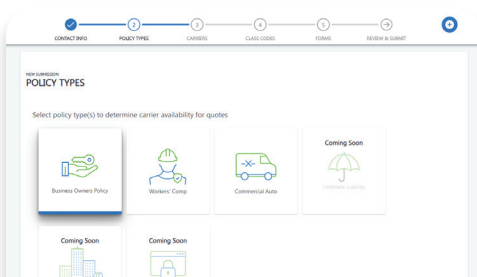 2
3
4
5
CONTACT INFO
POLICY TYPES
CARRIERS
CLASS CODES
FORMS
REVIEW & SUBMIT
NEW SUBMISSION
POLICY TYPES
Select policy type(s) to determine carrier availability for quotes
Coming Soon
Business Owners Policy
Workers' Comp
Commercial Auto
Umbrella Liability
Coming Soon
Coming Soon